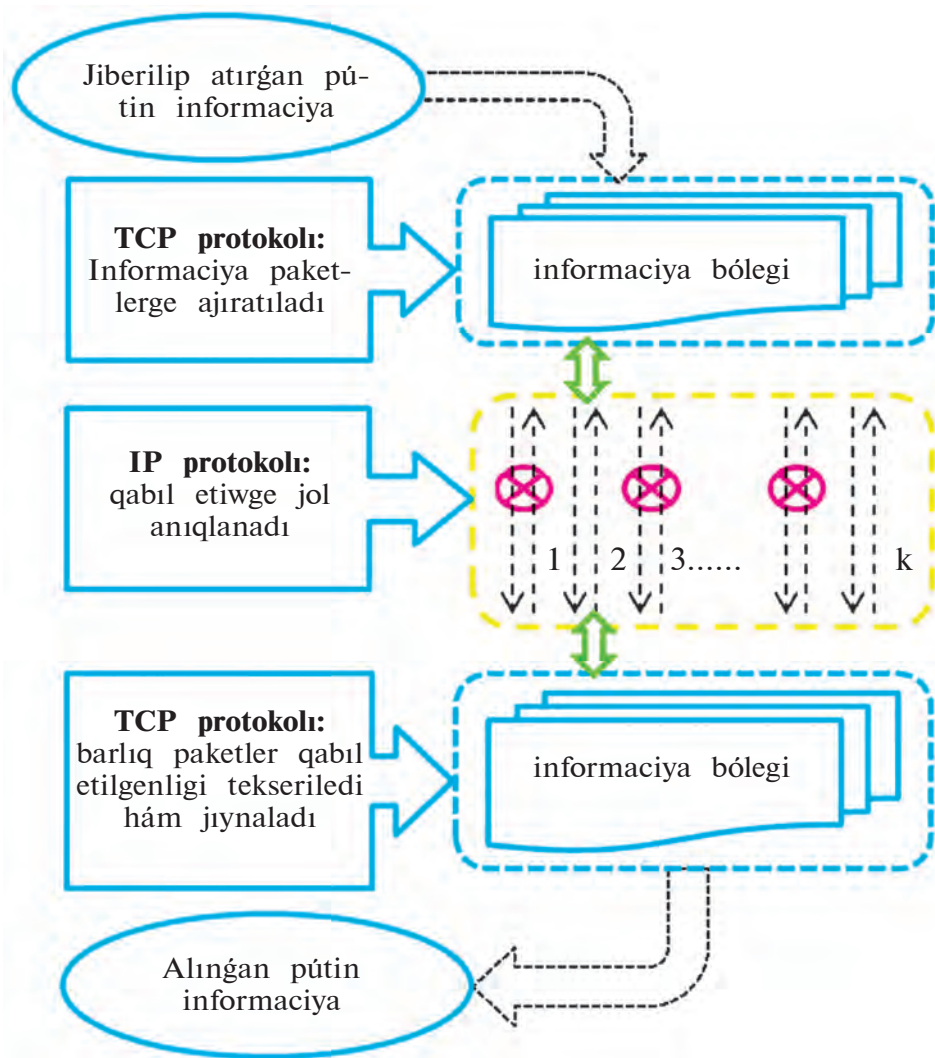 Jiberilip atırǵan pú-
tin informaciya
TCP protokolı:
Informaciya paket-
lerge ajıratıladı
informaciya bólegi
IP protokolı:
qabıl etiwge jol
anıqlanadı
1 2 3...... k
TCP protokolı:
barlıq paketler qabıl
etilgenligi tekseriledi
hám jıynaladı
informaciya bólegi
Alınǵan pútin
informaciya